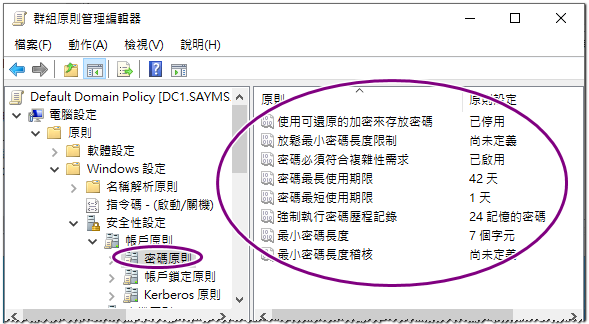 群組原則管理編輯器
檔案(F) 動作(A) 檢視(V) 說明(H)
Default Domain Policy [DC1.SAYMS
電腦設定
原則
軟體設定
Windows 設定
名稱解析原則
指令碼 - (啟動/關機)
安全性設定
帳戶原則
密碼原則
帳戶鎖定原則
Kerberos 原則
原則 原則設定
使用可還原的加密來存放密碼 已停用
放鬆最小密碼長度限制 尚未定義
密碼必須符合複雜性需求 已啟用
密碼最長使用期限 42 天
密碼最短使用期限 1 天
強制執行密碼歷程記錄 24 記憶的密碼
最小密碼長度 7 個字元
最小密碼長度稽核 尚未定義